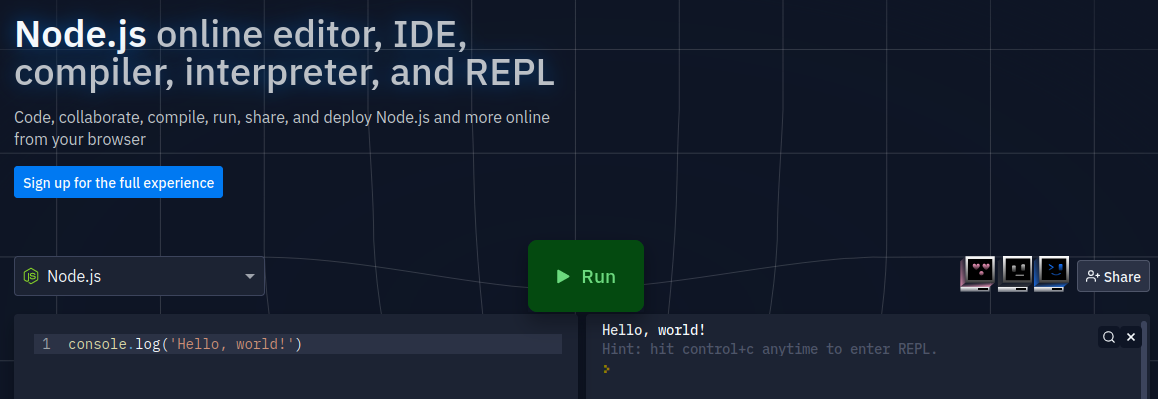 Node.js online editor, IDE,
compiler, interpreter, and REPL
Code, collaborate, compile, run, share, and deploy Node.js and more online
from your browser
Sign up for the full experience
Node.js
Run
Share
1 console.log('Hello, world!')
Hello, world!
Hint: hit control+c anytime to enter REPL.
>